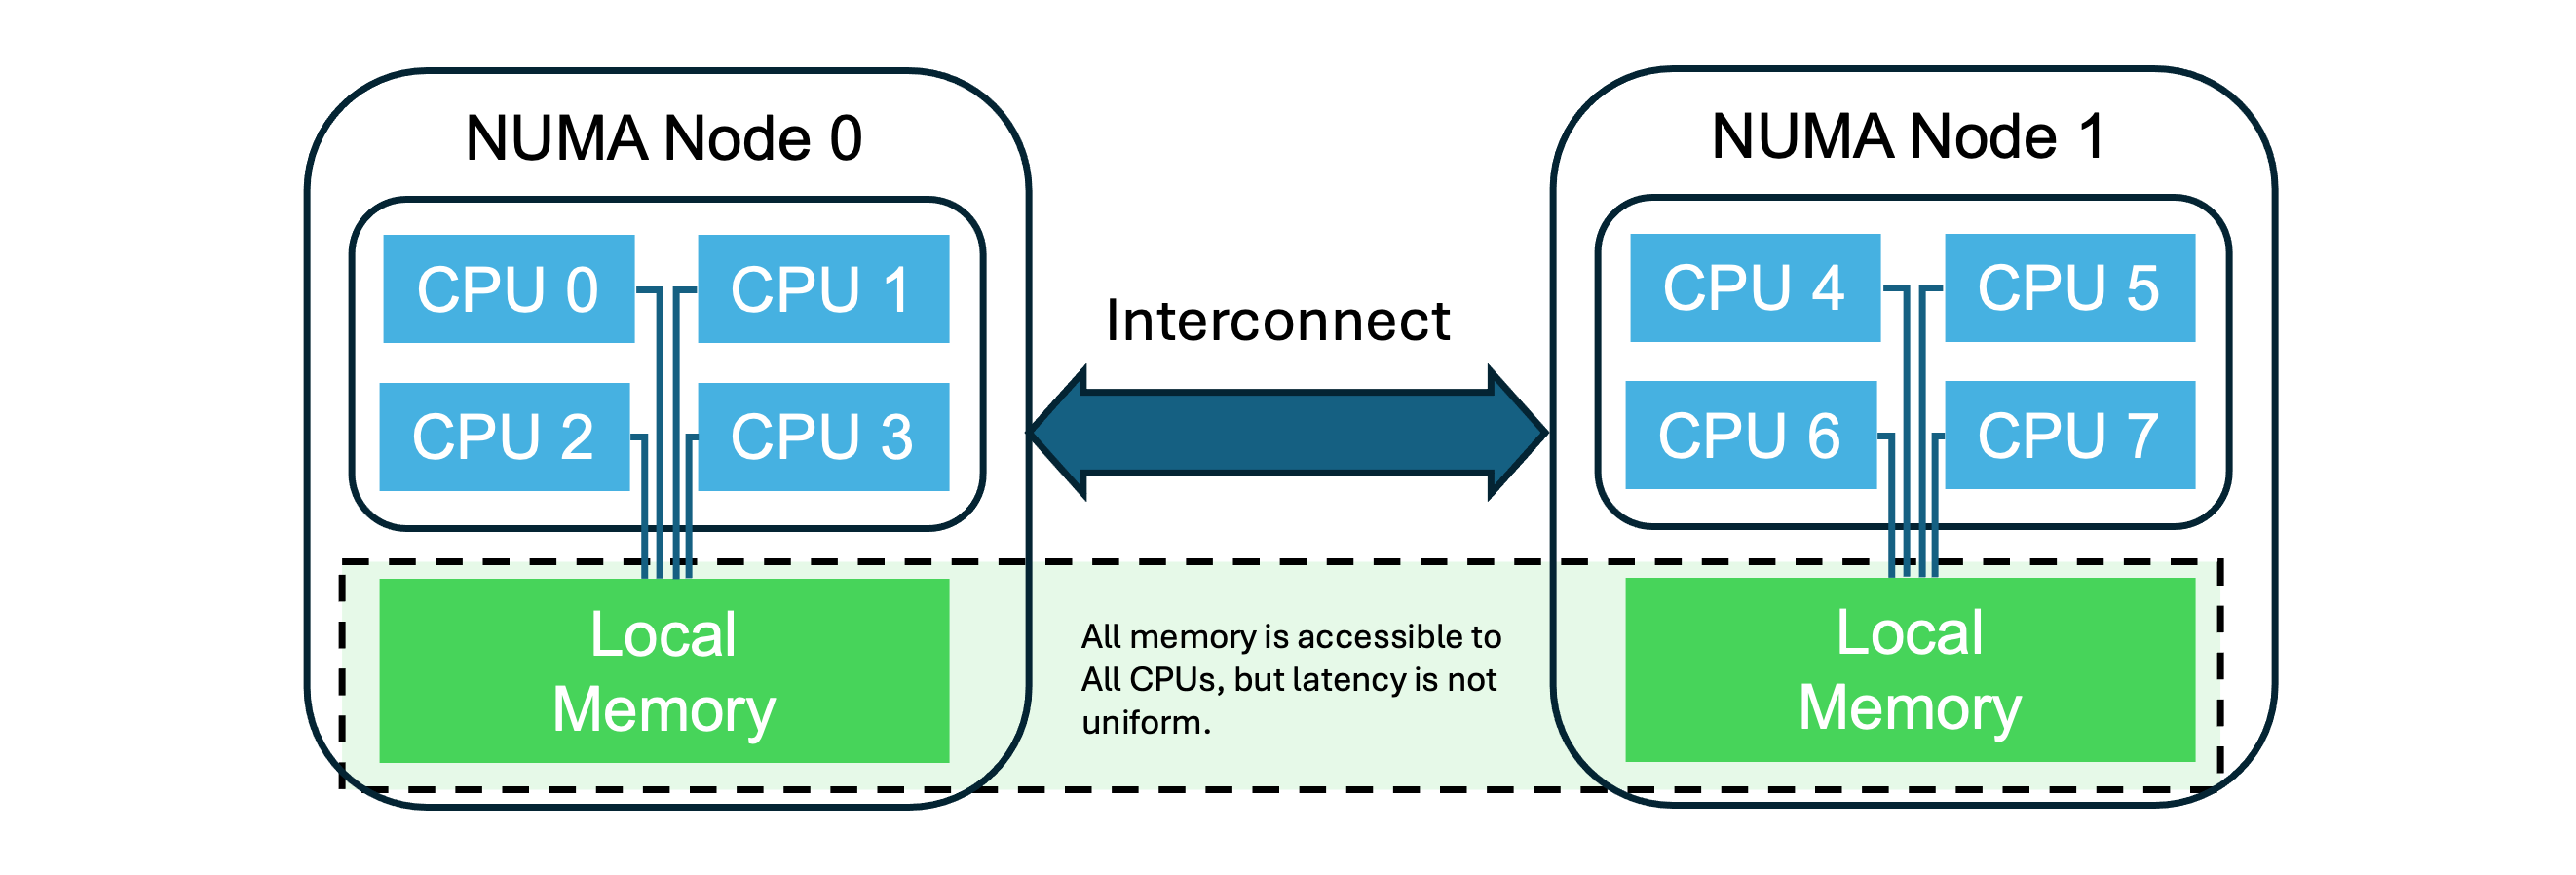 NUMA Node 0
CPU 0
CPU 1
CPU 2
CPU 3
Local
Memory
Interconnect
All memory is accessible to
All CPUs, but latency is not
uniform.
NUMA Node 1
CPU 4
CPU 5
CPU 6
CPU 7
Local
Memory